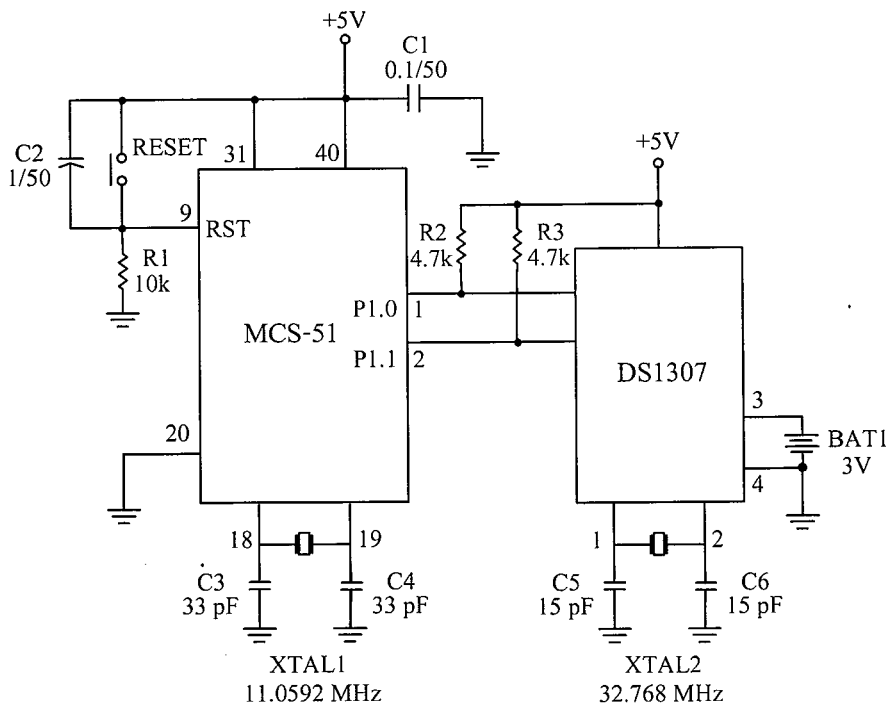 +5V
C1
0.1/50
C2
1/50
RESET
31
40
+5V
9
RST
R1
10k
R2
4.7k
R3
4.7k
P1.0
1
MCS-51
P1.1
2
DS1307
3
BAT1
3V
4
20
18
19
1
2
C3
33 pF
C4
33 pF
C5
15 pF
C6
15 pF
XTAL1
11.0592 MHz
XTAL2
32.768 MHz